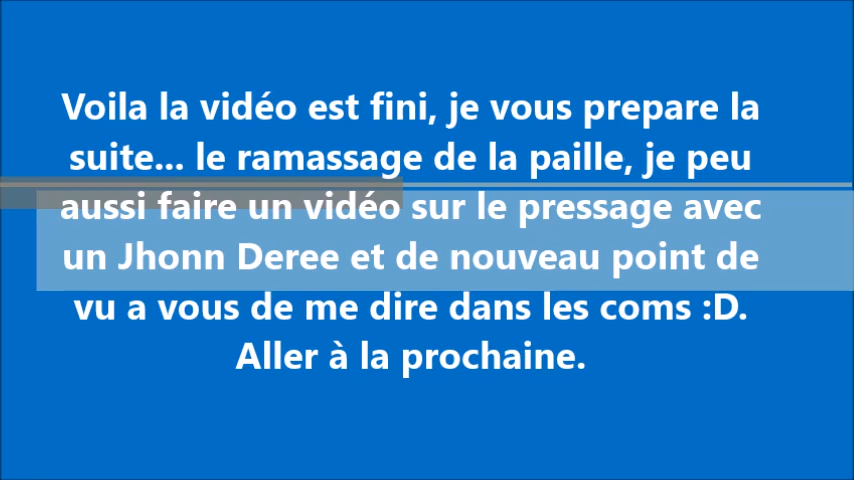 Voila la vidéo est fini, je vous prepare la
suite... le ramassage de la paille, je peu
aussi faire un vidéo sur le pressage avec
un Jhonn Deree et de nouveau point de
vu a vous de me dire dans les coms :D.
Aller à la prochaine.